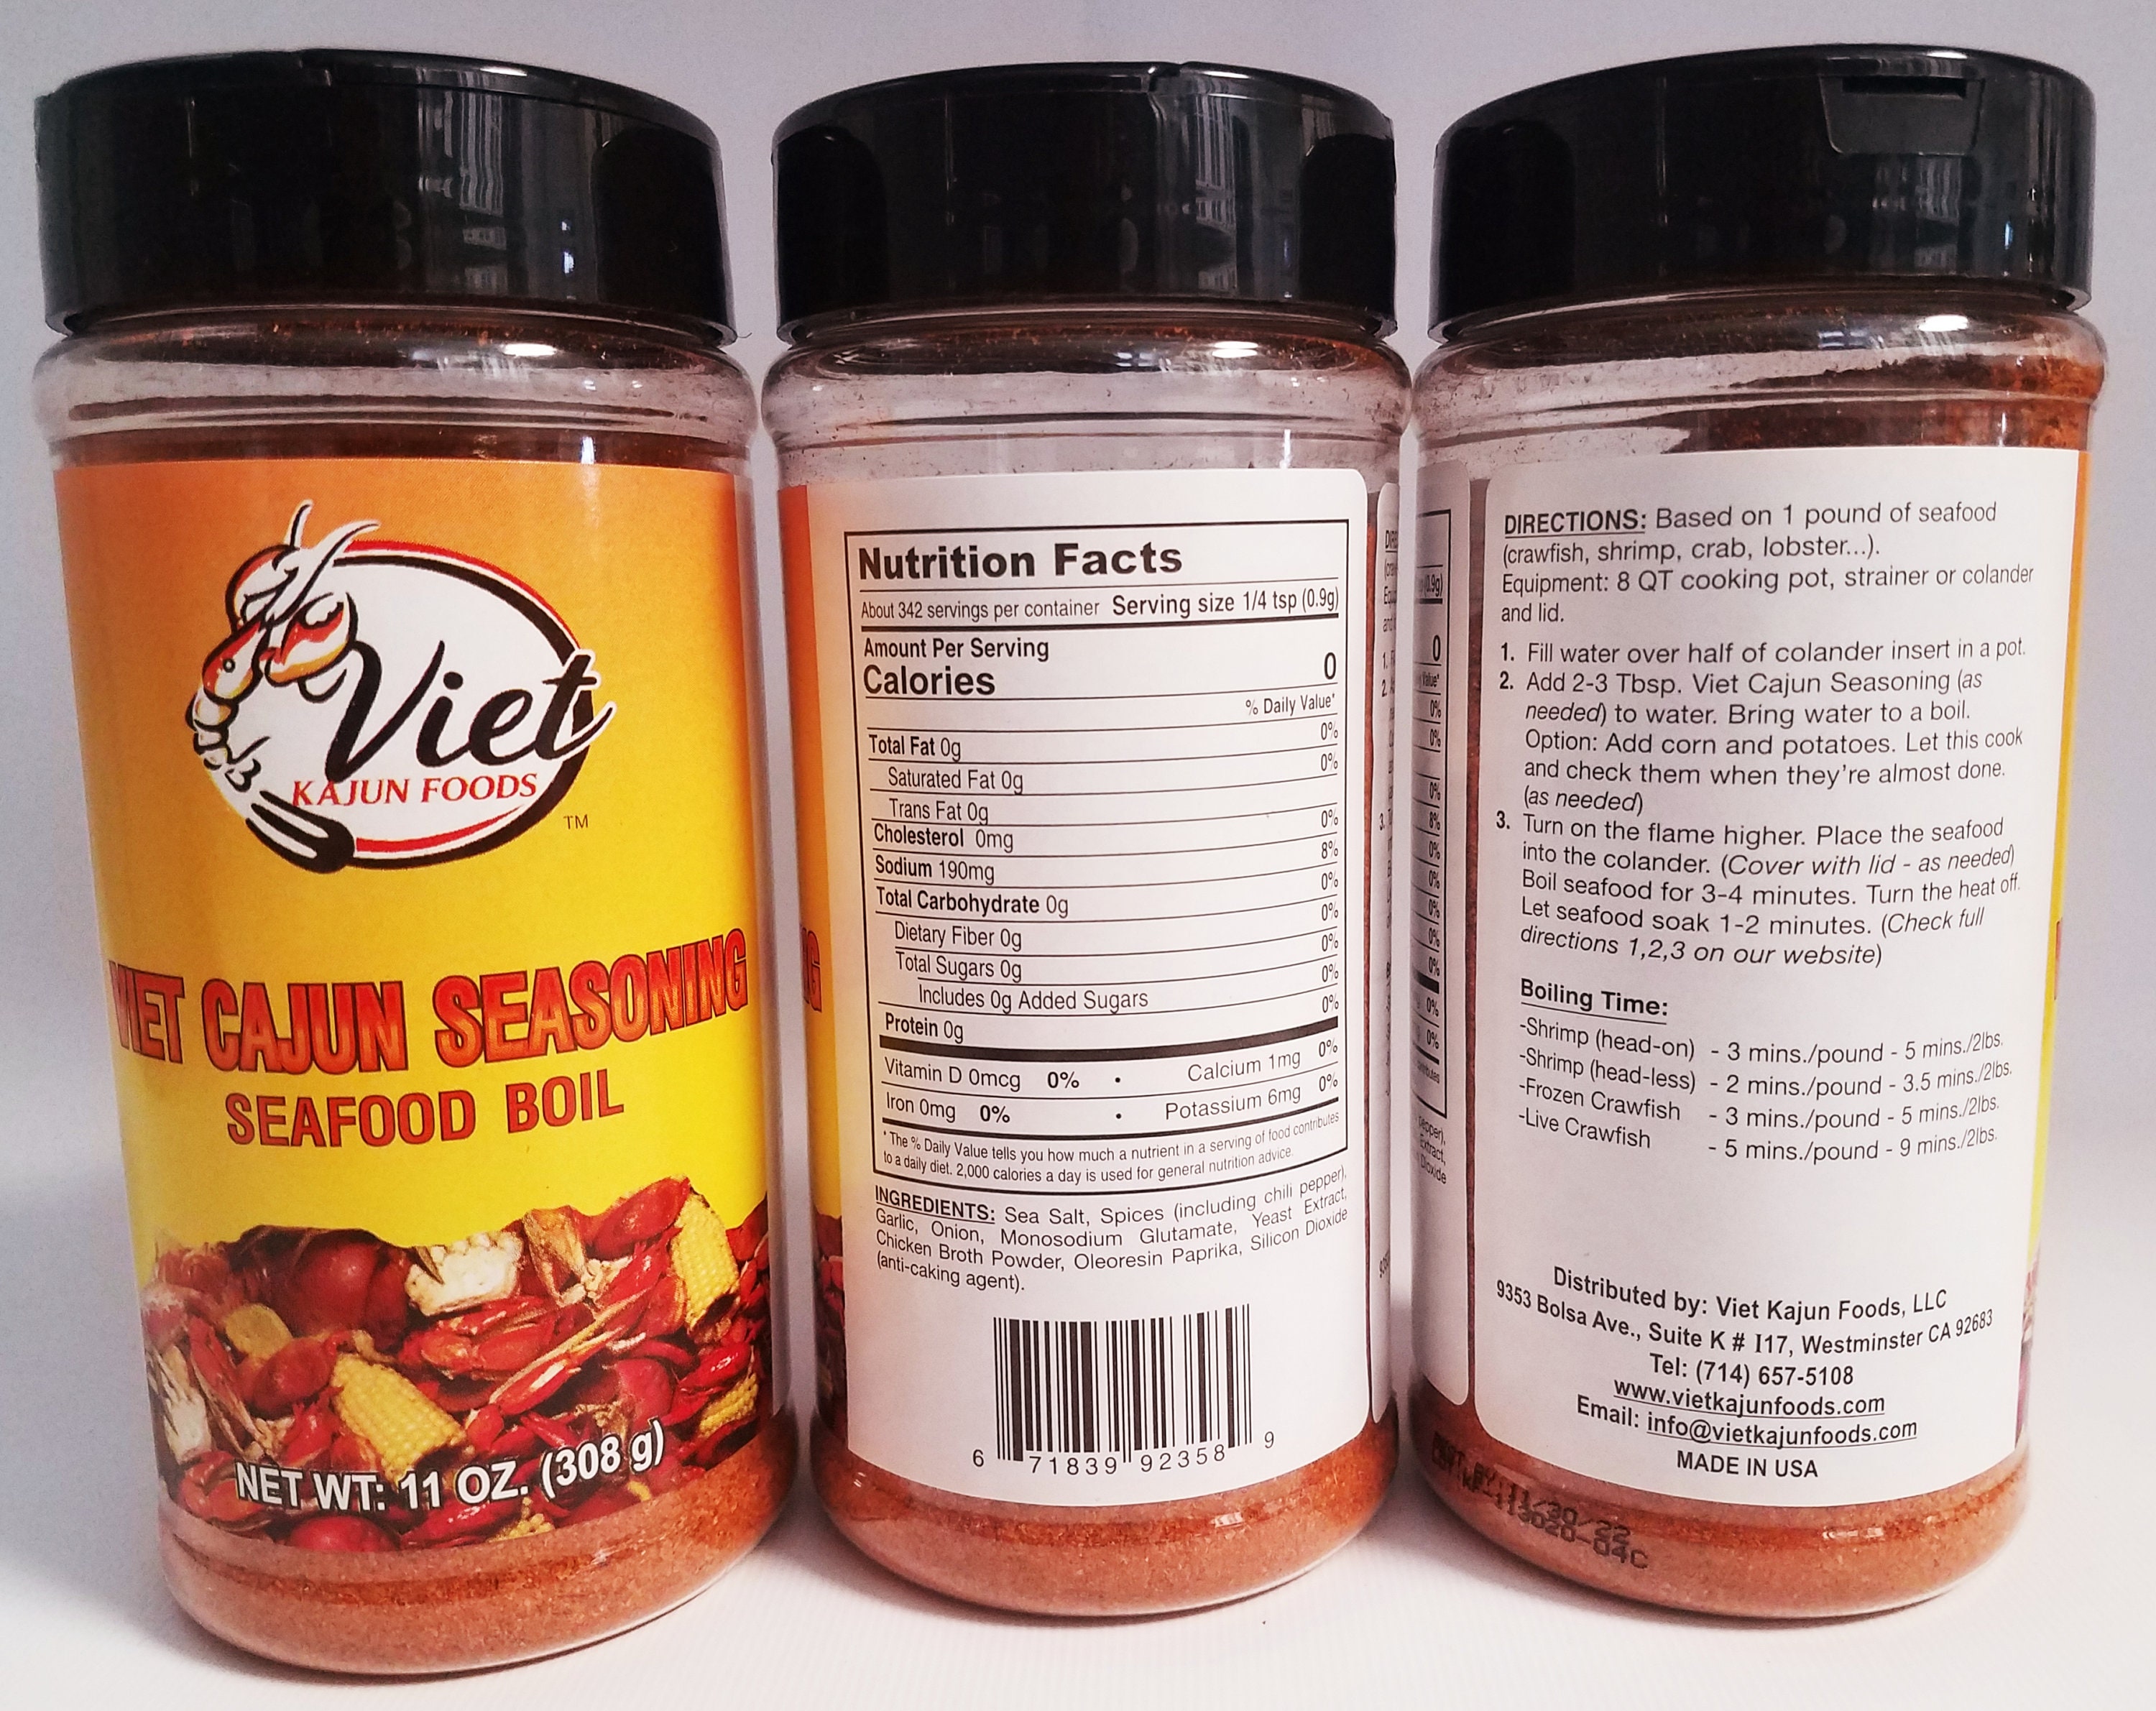 Viet
KAJUN FOODS
TM
VIET CAJUN SEASONING
SEAFOOD BOIL
NET WT: 11 OZ. (308 g)
Nutrition Facts
About 342 servings per container Serving size 1/4 tsp (0.9g)
Amount Per Serving
Calories 0
% Daily Value*
Total Fat 0g 0%
Saturated Fat 0g 0%
Trans Fat 0g
Cholesterol 0mg 0%
Sodium 190mg 8%
Total Carbohydrate 0g 0%
Dietary Fiber 0g 0%
Total Sugars 0g 0%
Includes 0g Added Sugars 0%
Protein 0g 0%
Vitamin D 0mcg 0% • Calcium 1mg 0%
Iron 0mg 0% • Potassium 6mg 0%
* The % Daily Value tells you how much a nutrient in a serving of food contributes
to a daily diet. 2,000 calories a day is used for general nutrition advice.
INGREDIENTS: Sea Salt, Spices (including chili pepper),
Garlic, Onion, Monosodium Glutamate, Yeast Extract,
Chicken Broth Powder, Oleoresin Paprika, Silicon Dioxide
(anti-caking agent).
6 71839 92358 9
DIRECTIONS: Based on 1 pound of seafood
(crawfish, shrimp, crab, lobster...).
Equipment: 8 QT cooking pot, strainer or colander
and lid.
1. Fill water over half of colander insert in a pot.
2. Add 2-3 Tbsp. Viet Cajun Seasoning (as
needed) to water. Bring water to a boil.
Option: Add corn and potatoes. Let this cook
and check them when they're almost done.
(as needed)
3. Turn on the flame higher. Place the seafood
into the colander. (Cover with lid - as needed)
Boil seafood for 3-4 minutes. Turn the heat off.
Let seafood soak 1-2 minutes. (Check full
directions 1,2,3 on our website)
Boiling Time:
-Shrimp (head-on) - 3 mins./pound - 5 mins./2lbs.
-Shrimp (head-less) - 2 mins./pound - 3.5 mins./2lbs.
-Frozen Crawfish - 3 mins./pound - 5 mins./2lbs.
-Live Crawfish - 5 mins./pound - 9 mins./2lbs.
Distributed by: Viet Kajun Foods, LLC
9353 Bolsa Ave., Suite K # I17, Westminster CA 92683
Tel: (714) 657-5108
www.vietkajunfoods.com
Email: info@vietkajunfoods.com
MADE IN USA
11/30/22
113020-04C